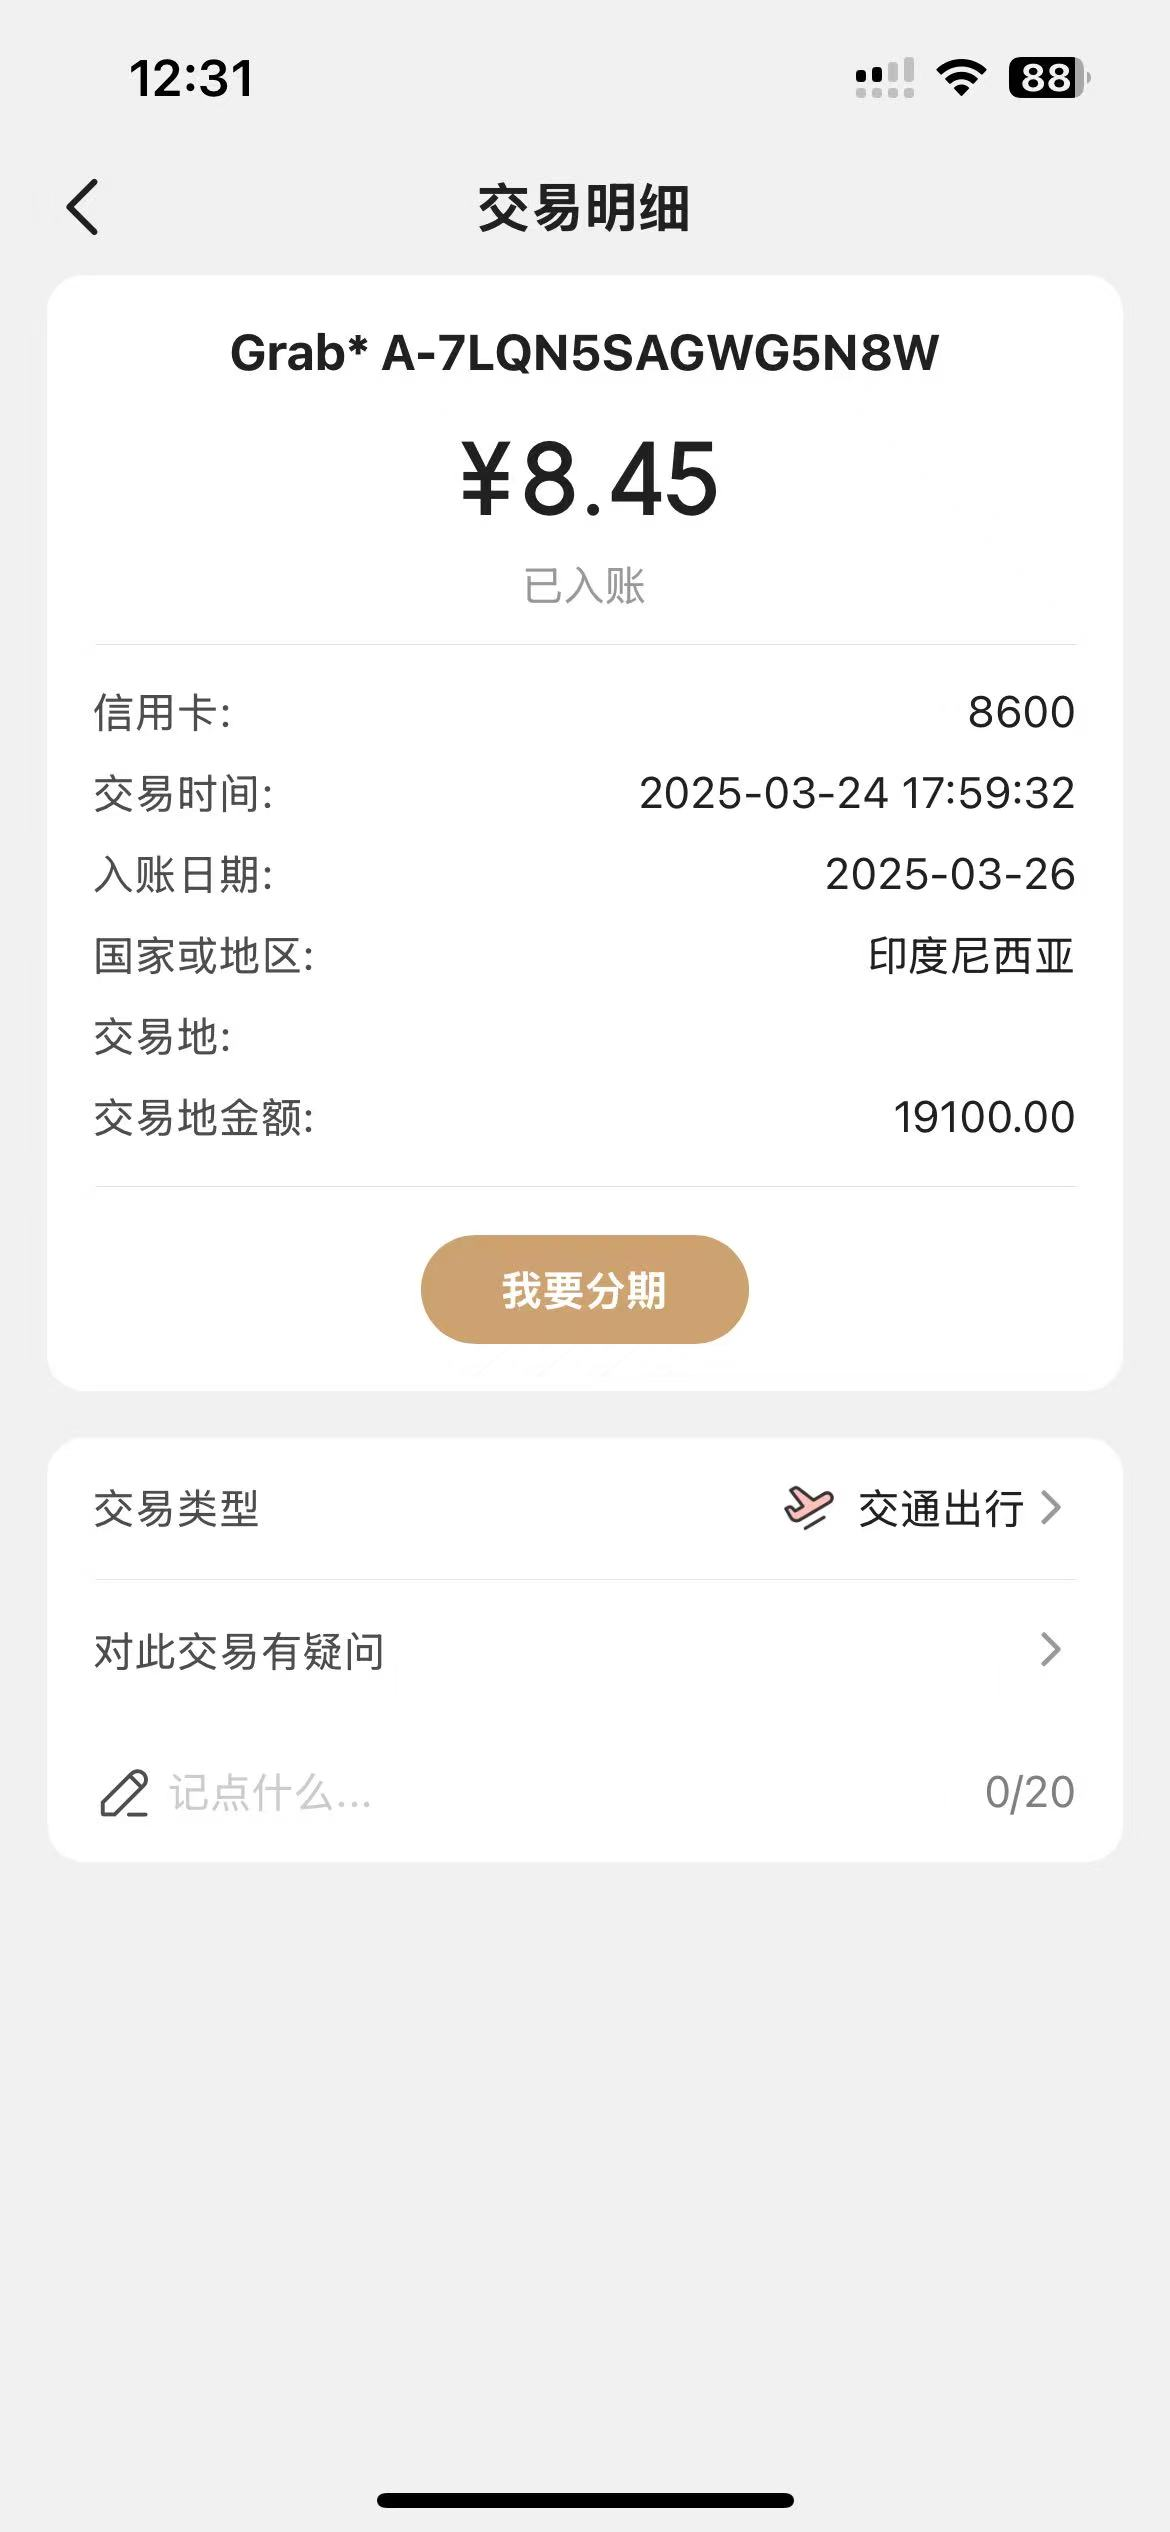 12:31
88
交易明细
Grab* A-7LQN5SAGWG5N8W
¥8.45
已入账
信用卡: 8600
交易时间: 2025-03-24 17:59:32
入账日期: 2025-03-26
国家或地区: 印度尼西亚
交易地:
交易地金额: 19100.00
我要分期
交易类型 交通出行
对此交易有疑问
记点什么... 0/20